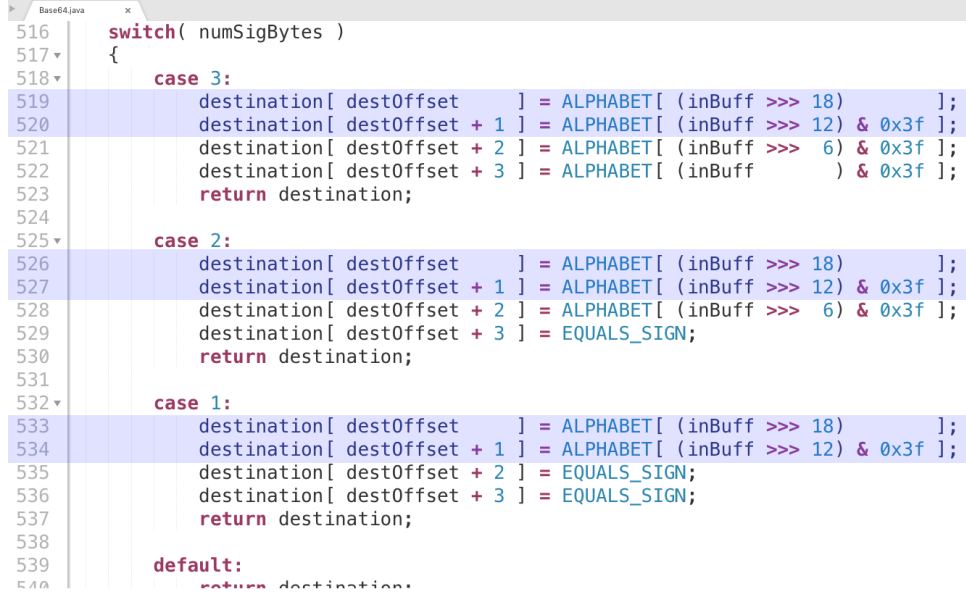 Base64.java ×
516 switch( numSigBytes )
517 {
518 case 3:
519 destination[ destOffset ] = ALPHABET[ (inBuff >>> 18) ];
520 destination[ destOffset + 1 ] = ALPHABET[ (inBuff >>> 12) & 0x3f ];
521 destination[ destOffset + 2 ] = ALPHABET[ (inBuff >>> 6) & 0x3f ];
522 destination[ destOffset + 3 ] = ALPHABET[ (inBuff ) & 0x3f ];
523 return destination;
524
525 case 2:
526 destination[ destOffset ] = ALPHABET[ (inBuff >>> 18) ];
527 destination[ destOffset + 1 ] = ALPHABET[ (inBuff >>> 12) & 0x3f ];
528 destination[ destOffset + 2 ] = ALPHABET[ (inBuff >>> 6) & 0x3f ];
529 destination[ destOffset + 3 ] = EQUALS_SIGN;
530 return destination;
531
532 case 1:
533 destination[ destOffset ] = ALPHABET[ (inBuff >>> 18) ];
534 destination[ destOffset + 1 ] = ALPHABET[ (inBuff >>> 12) & 0x3f ];
535 destination[ destOffset + 2 ] = EQUALS_SIGN;
536 destination[ destOffset + 3 ] = EQUALS_SIGN;
537 return destination;
538
539 default:
540 return destination;